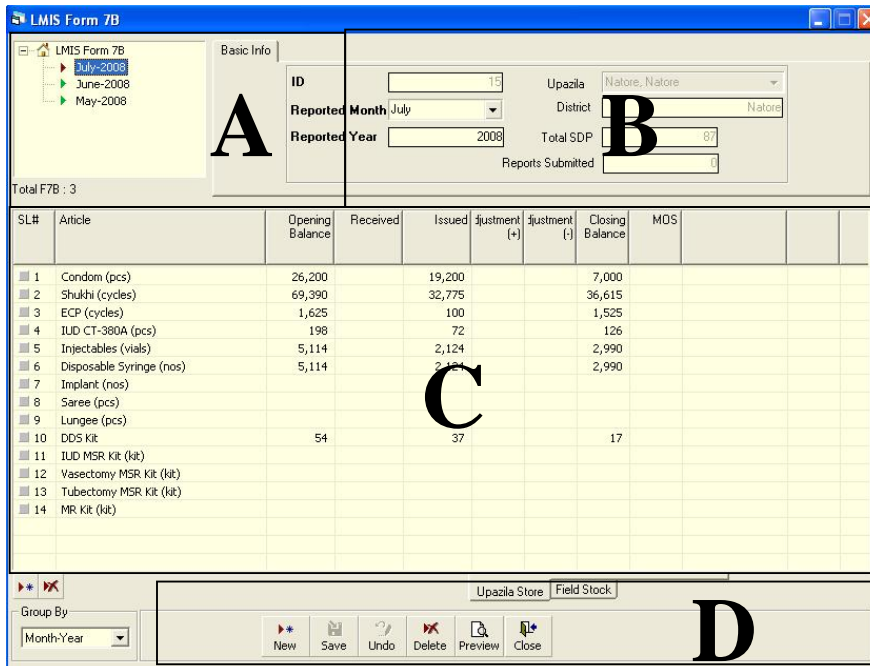 LMIS Form 7B
LMIS Form 7B
July-2008
June-2008
May-2008
Total F7B : 3
Basic Info
ID 15
Reported Month July
Reported Year 2008
Upazila Natore, Natore
District Natore
Total SDP 87
Reports Submitted 0
A
B
SL# Article Opening Balance Received Issued djustment (+) djustment (-) Closing Balance MOS
1 Condom (pcs) 26,200 19,200 7,000
2 Shukhi (cycles) 69,390 32,775 36,615
3 ECP (cycles) 1,625 100 1,525
4 IUD CT-380A (pcs) 198 72 126
5 Injectables (vials) 5,114 2,124 2,990
6 Disposable Syringe (nos) 5,114 2,124 2,990
7 Implant (nos)
8 Saree (pcs)
9 Lungee (pcs)
10 DDS Kit 54 37 17
11 IUD MSR Kit (kit)
12 Vasectomy MSR Kit (kit)
13 Tubectomy MSR Kit (kit)
14 MR Kit (kit)
C
Upazila Store Field Stock
Group By
Month-Year
New Save Undo Delete Preview Close
D